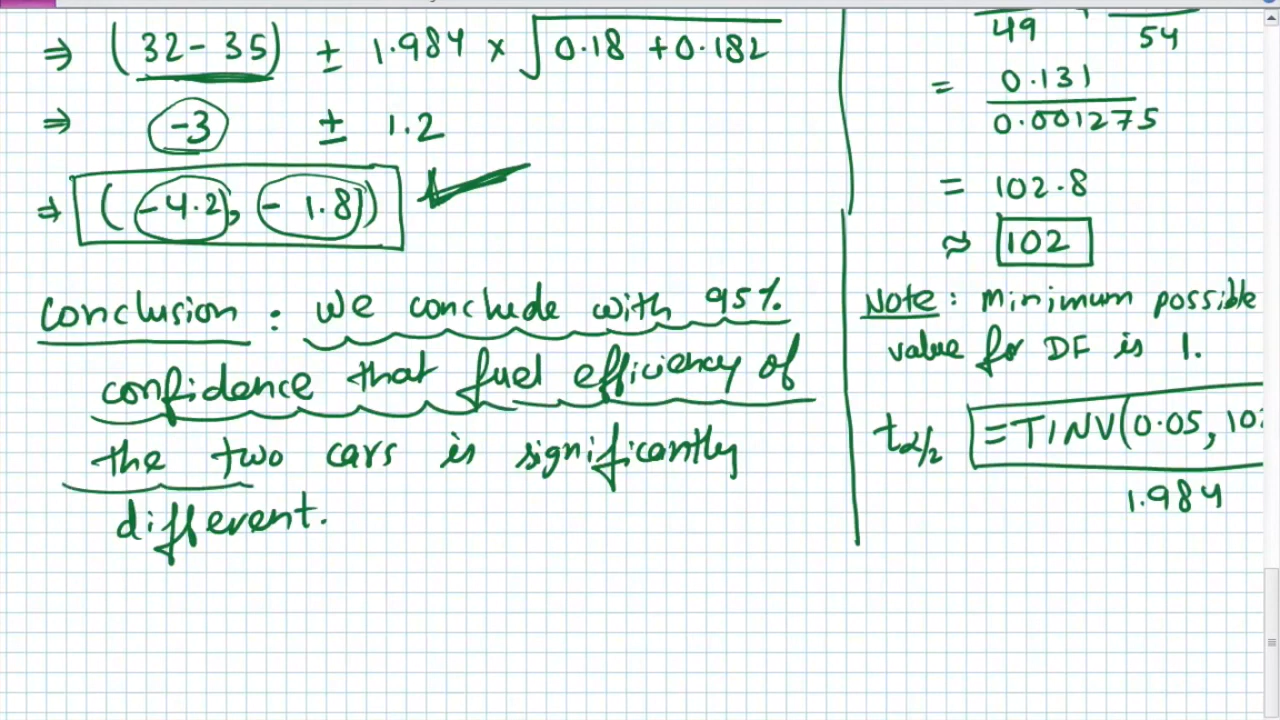 ⇒ (32 - 35) ± 1.984 × √0.18 + 0.182
⇒ -3 ± 1.2
⇒ (-4.2, -1.8)
Conclusion : We conclude with 95%
confidence that fuel efficiency of
the two cars is significantly
different.
49 54
= 0.131
0.001275
= 102.8
≈ 102
Note : Minimum possible
value for DF is 1.
tα/2 =TINV(0.05, 10
1.984